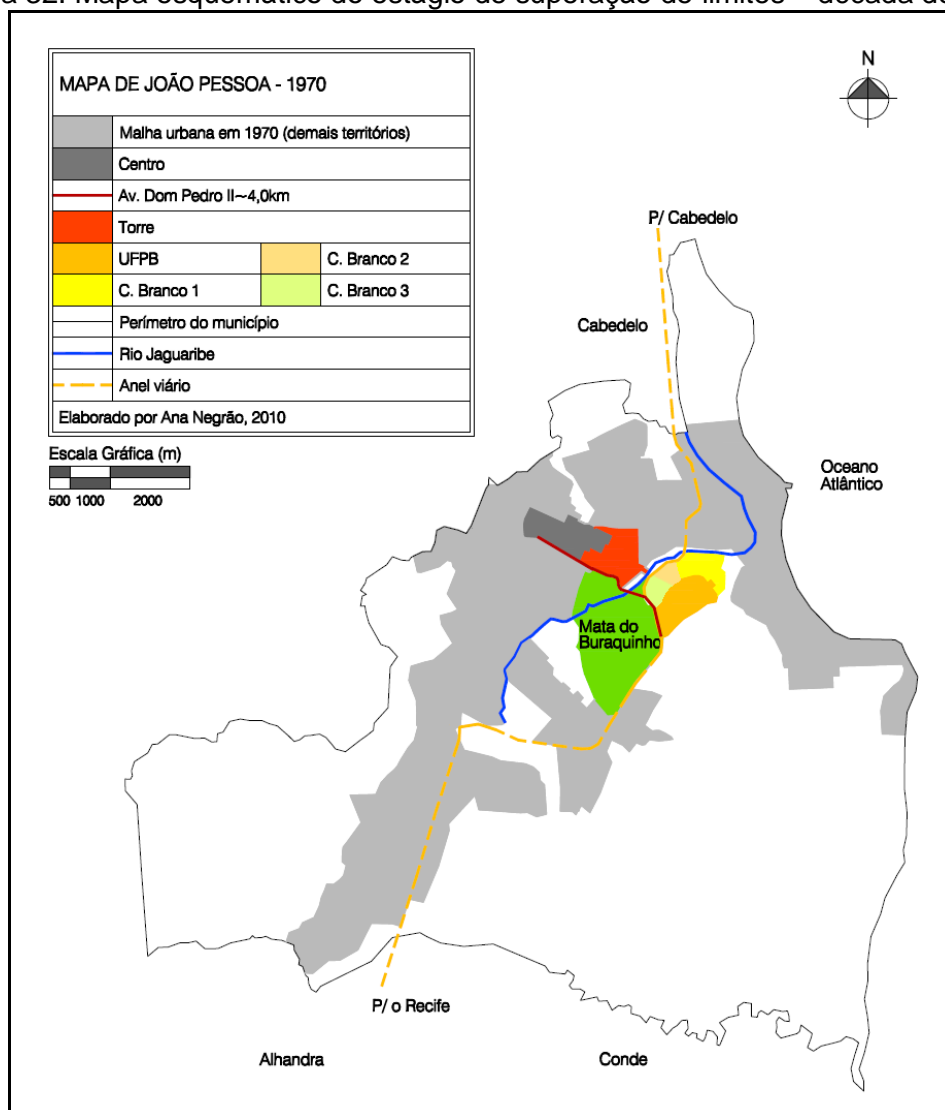 MAPA DE JOÃO PESSOA - 1970
Malha urbana em 1970 (demais territórios)
Centro
Av. Dom Pedro II~4,0km
Torre
UFPB
C. Branco 2
C. Branco 1
C. Branco 3
Perímetro do município
Rio Jaguaribe
Anel viário
Elaborado por Ana Negrão, 2010
Escala Gráfica (m)
500 1000 2000
N
P/ Cabedelo
Cabedelo
Oceano
Atlântico
Mata do
Buraquinho
P/ o Recife
Alhandra
Conde